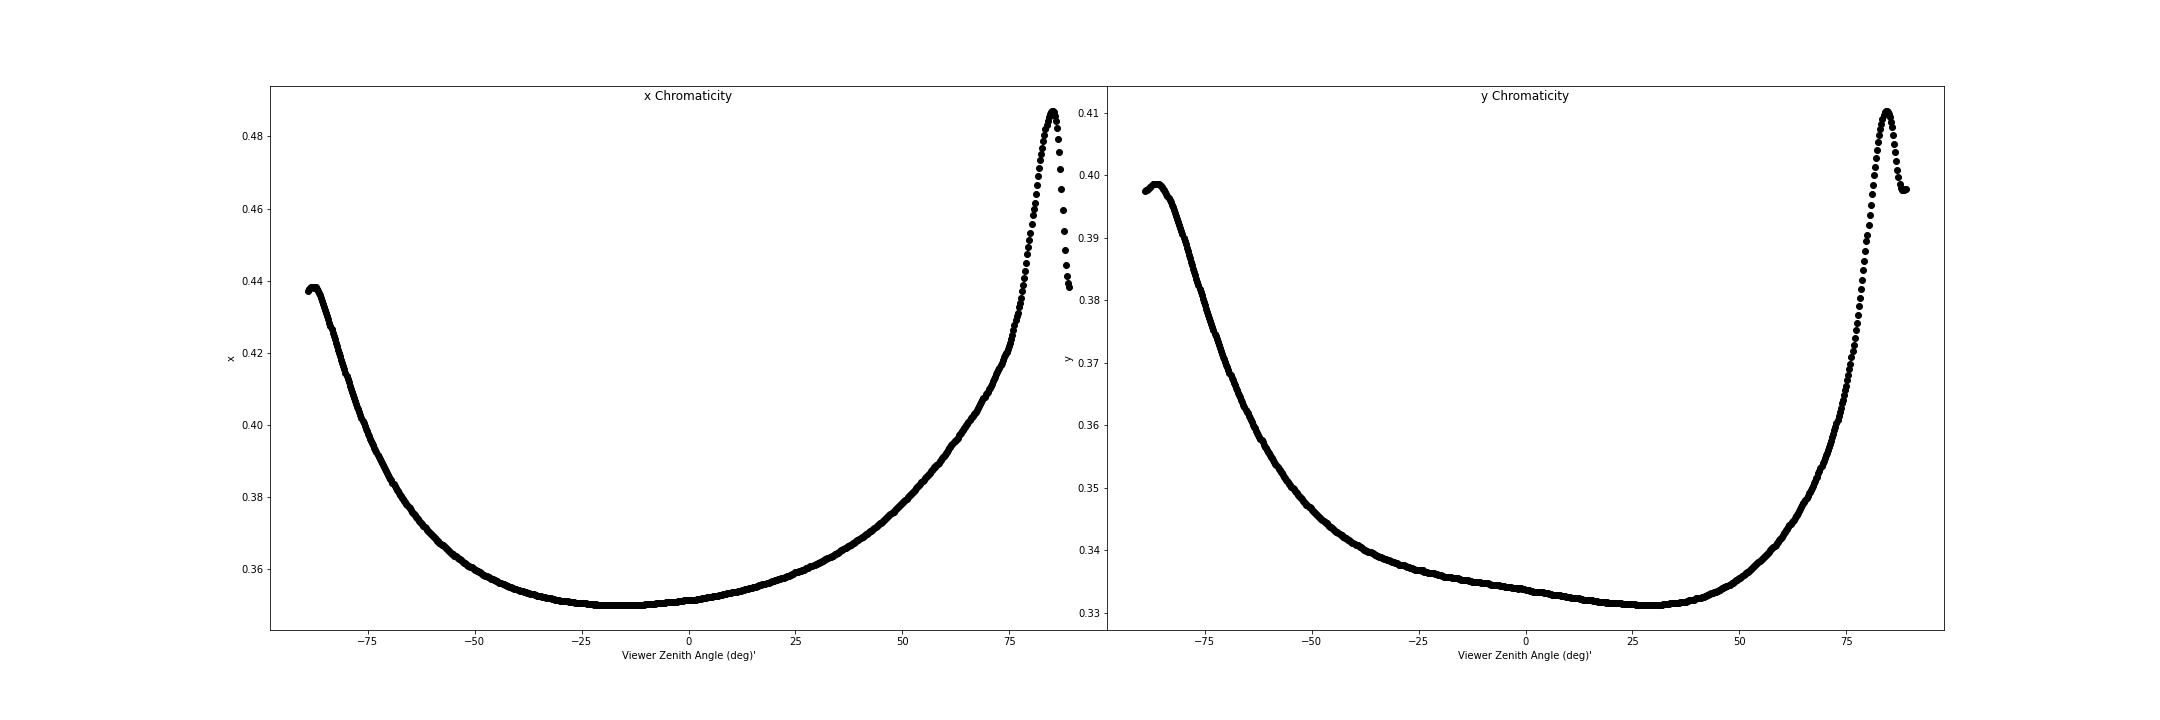 x Chromaticity
0.48
0.46
0.44
0.42
0.40
0.38
0.36
x
−75 −50 −25 0 25 50 75
Viewer Zenith Angle (deg)'
y Chromaticity
0.41
0.40
0.39
0.38
0.37
0.36
0.35
0.34
0.33
y
−75 −50 −25 0 25 50 75
Viewer Zenith Angle (deg)'